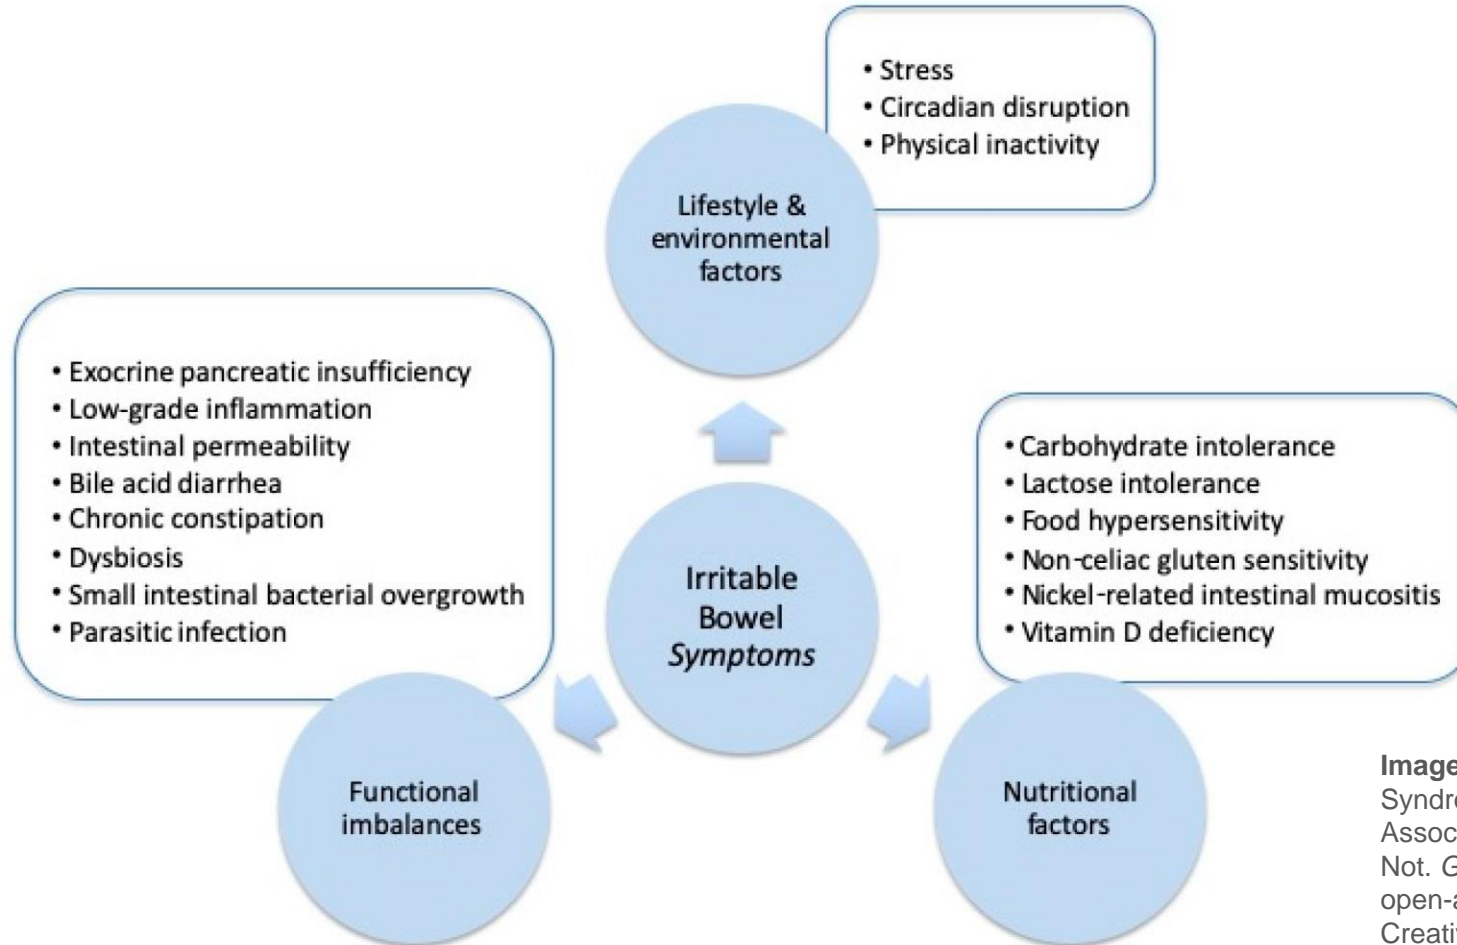 • Stress
• Circadian disruption
• Physical inactivity
Lifestyle &
environmental
factors
• Exocrine pancreatic insufficiency
• Low-grade inflammation
• Intestinal permeability
• Bile acid diarrhea
• Chronic constipation
• Dysbiosis
• Small intestinal bacterial overgrowth
• Parasitic infection
• Carbohydrate intolerance
• Lactose intolerance
• Food hypersensitivity
• Non-celiac gluten sensitivity
• Nickel-related intestinal mucositis
• Vitamin D deficiency
Irritable
Bowel
Symptoms
Functional
imbalances
Nutritional
factors
Image
Syndro
Assoc
Not. G
open-a
Creativ